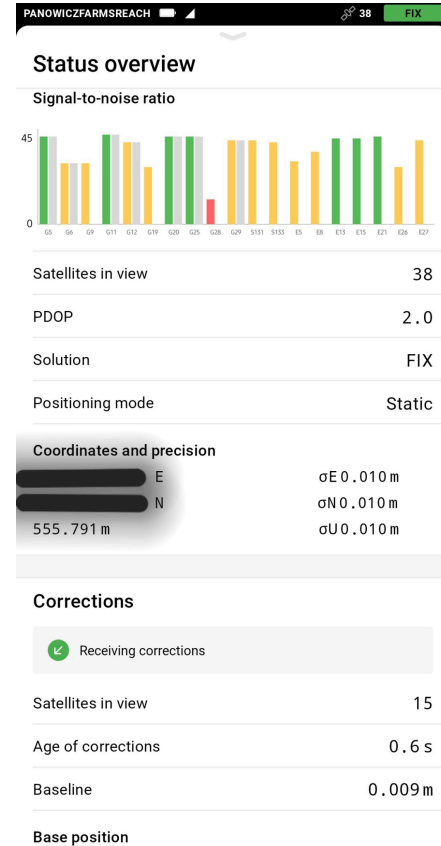 PANOWICZFARMSREACH 38 FIX
Status overview
Signal-to-noise ratio
45
0
G5 G6 G9 G11 G12 G19 G20 G25 G28 G29 S131 S133 E5 E8 E13 E15 E21 E26 E27
Satellites in view 38
PDOP 2.0
Solution FIX
Positioning mode Static
Coordinates and precision
E σE0.010m
N σN0.010m
555.791m σU0.010m
Corrections
Receiving corrections
Satellites in view 15
Age of corrections 0.6s
Baseline 0.009m
Base position